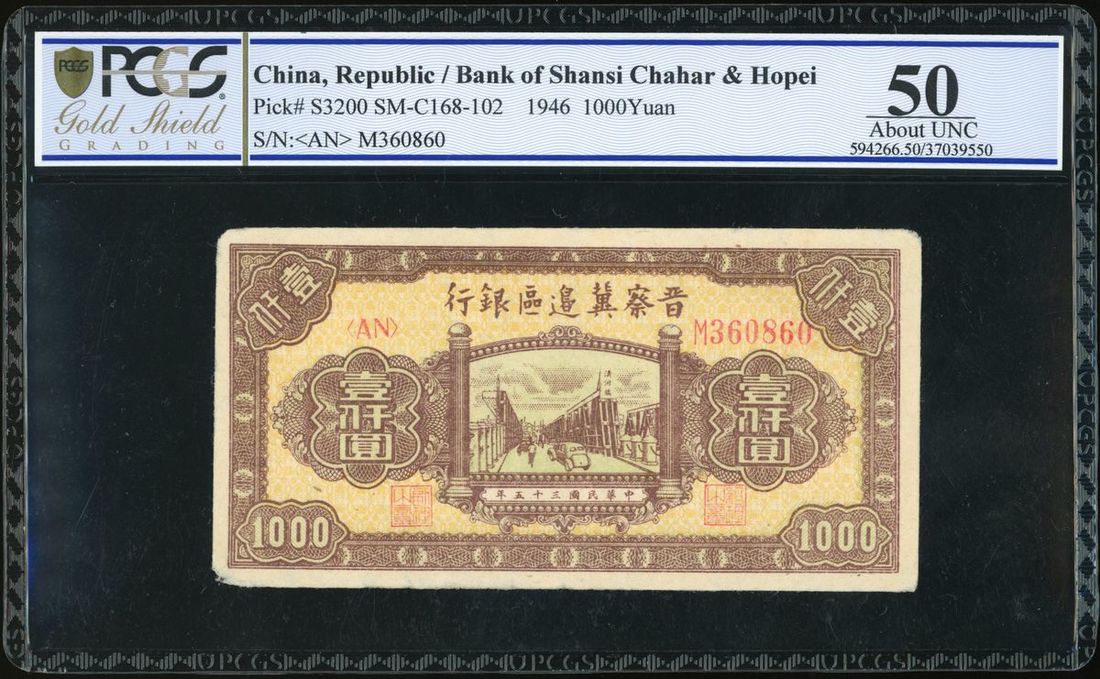 PCGS
PCGS
Gold Shield
GRADING
China, Republic / Bank of Shansi Chahar & Hopei
Pick# S3200 SM-C168-102 1946 1000Yuan
S/N:<AN> M360860
50
About UNC
594266.50/37039550
壹仟
壹仟
晋察冀邊區銀行
〈AN〉
M360860
壹仟圓
壹仟圓
中華民國三十五年
1000
1000